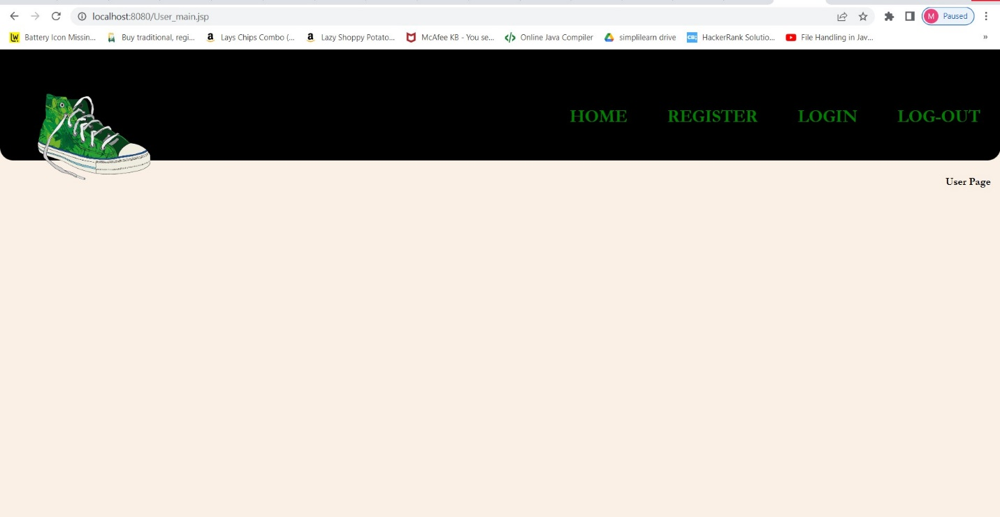 localhost:8080/User_main.jsp
M Paused
Battery Icon Missin... Buy traditional, regi... Lays Chips Combo (... Lazy Shoppy Potato... McAfee KB - You se... Online Java Compiler simplilearn drive HackerRank Solutio... File Handling in Jav... »
HOME REGISTER LOGIN LOG-OUT
User Page